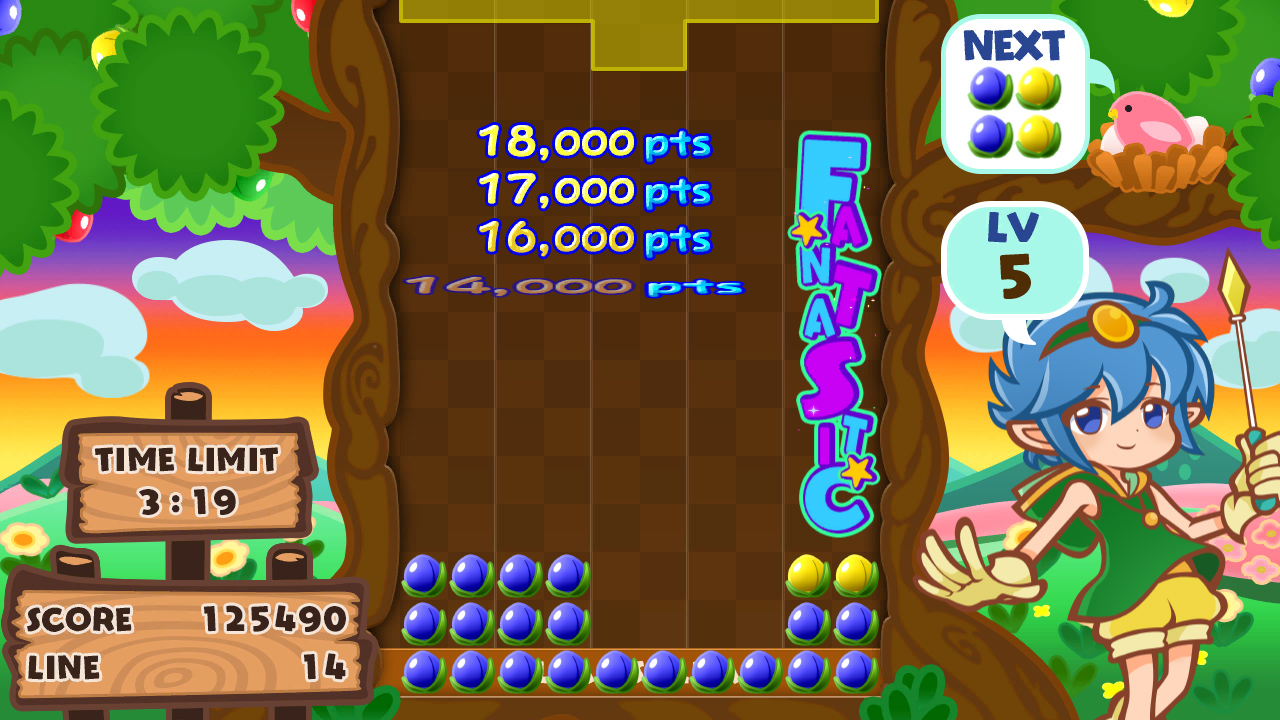 NEXT
18,000 pts
17,000 pts
16,000 pts
14,000 pts
FANTASTIC
LV
5
TIME LIMIT
3:19
SCORE 125490
LINE 14